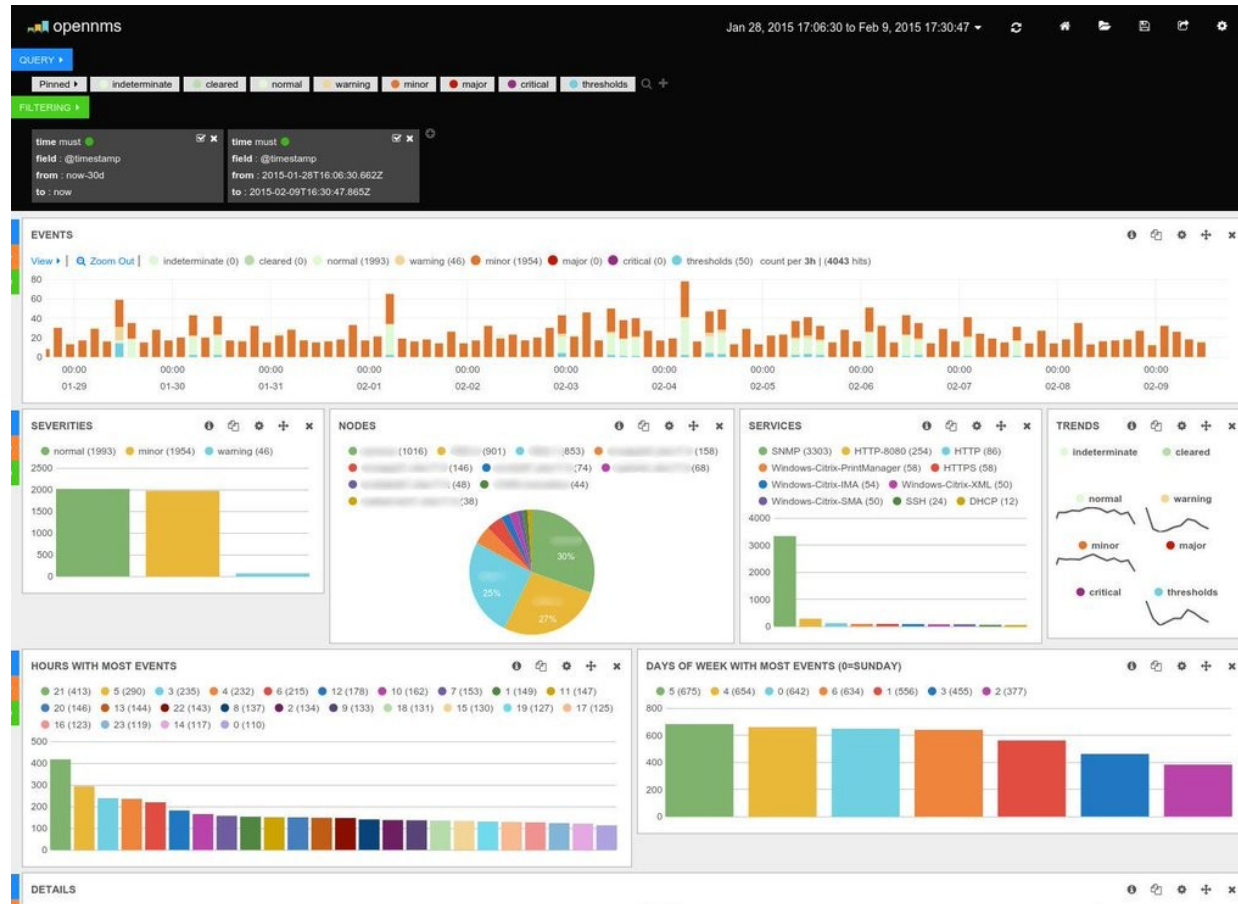 opennms
Jan 28, 2015 17:06:30 to Feb 9, 2015 17:30:47
QUERY
Pinned indeterminate cleared normal warning minor major critical thresholds
FILTERING
time must
field : @timestamp
from : now-30d
to : now
time must
field : @timestamp
from : 2015-01-28T16:06:30.662Z
to : 2015-02-09T16:30:47.865Z
EVENTS
View | Zoom Out | indeterminate (0) cleared (0) normal (1993) warning (46) minor (1954) major (0) critical (0) thresholds (50) count per 3h | (4043 hits)
80
60
40
20
0
00:00 00:00 00:00 00:00 00:00 00:00 00:00 00:00 00:00 00:00 00:00 00:00
01-29 01-30 01-31 02-01 02-02 02-03 02-04 02-05 02-06 02-07 02-08 02-09
SEVERITIES
normal (1993) minor (1954) warning (46)
2500
2000
1500
1000
500
0
NODES
(1016) (901) (853) (158)
(146) (74) (68)
(48) (44)
(38)
30%
25%
27%
SERVICES
SNMP (3303) HTTP-8080 (254) HTTP (86)
Windows-Citrix-PrintManager (58) HTTPS (58)
Windows-Citrix-IMA (54) Windows-Citrix-XML (50)
Windows-Citrix-SMA (50) SSH (24) DHCP (12)
4000
3000
2000
1000
0
TRENDS
indeterminate cleared
normal warning
minor major
critical thresholds
HOURS WITH MOST EVENTS
21 (413) 5 (290) 3 (235) 4 (232) 6 (215) 12 (178) 10 (162) 7 (153) 1 (149) 11 (147)
20 (146) 13 (144) 22 (143) 8 (137) 2 (134) 9 (133) 18 (131) 15 (130) 19 (127) 17 (125)
16 (123) 23 (119) 14 (117) 0 (110)
500
400
300
200
100
0
DAYS OF WEEK WITH MOST EVENTS (0=SUNDAY)
5 (675) 4 (654) 0 (642) 6 (634) 1 (556) 3 (455) 2 (377)
800
600
400
200
0
DETAILS